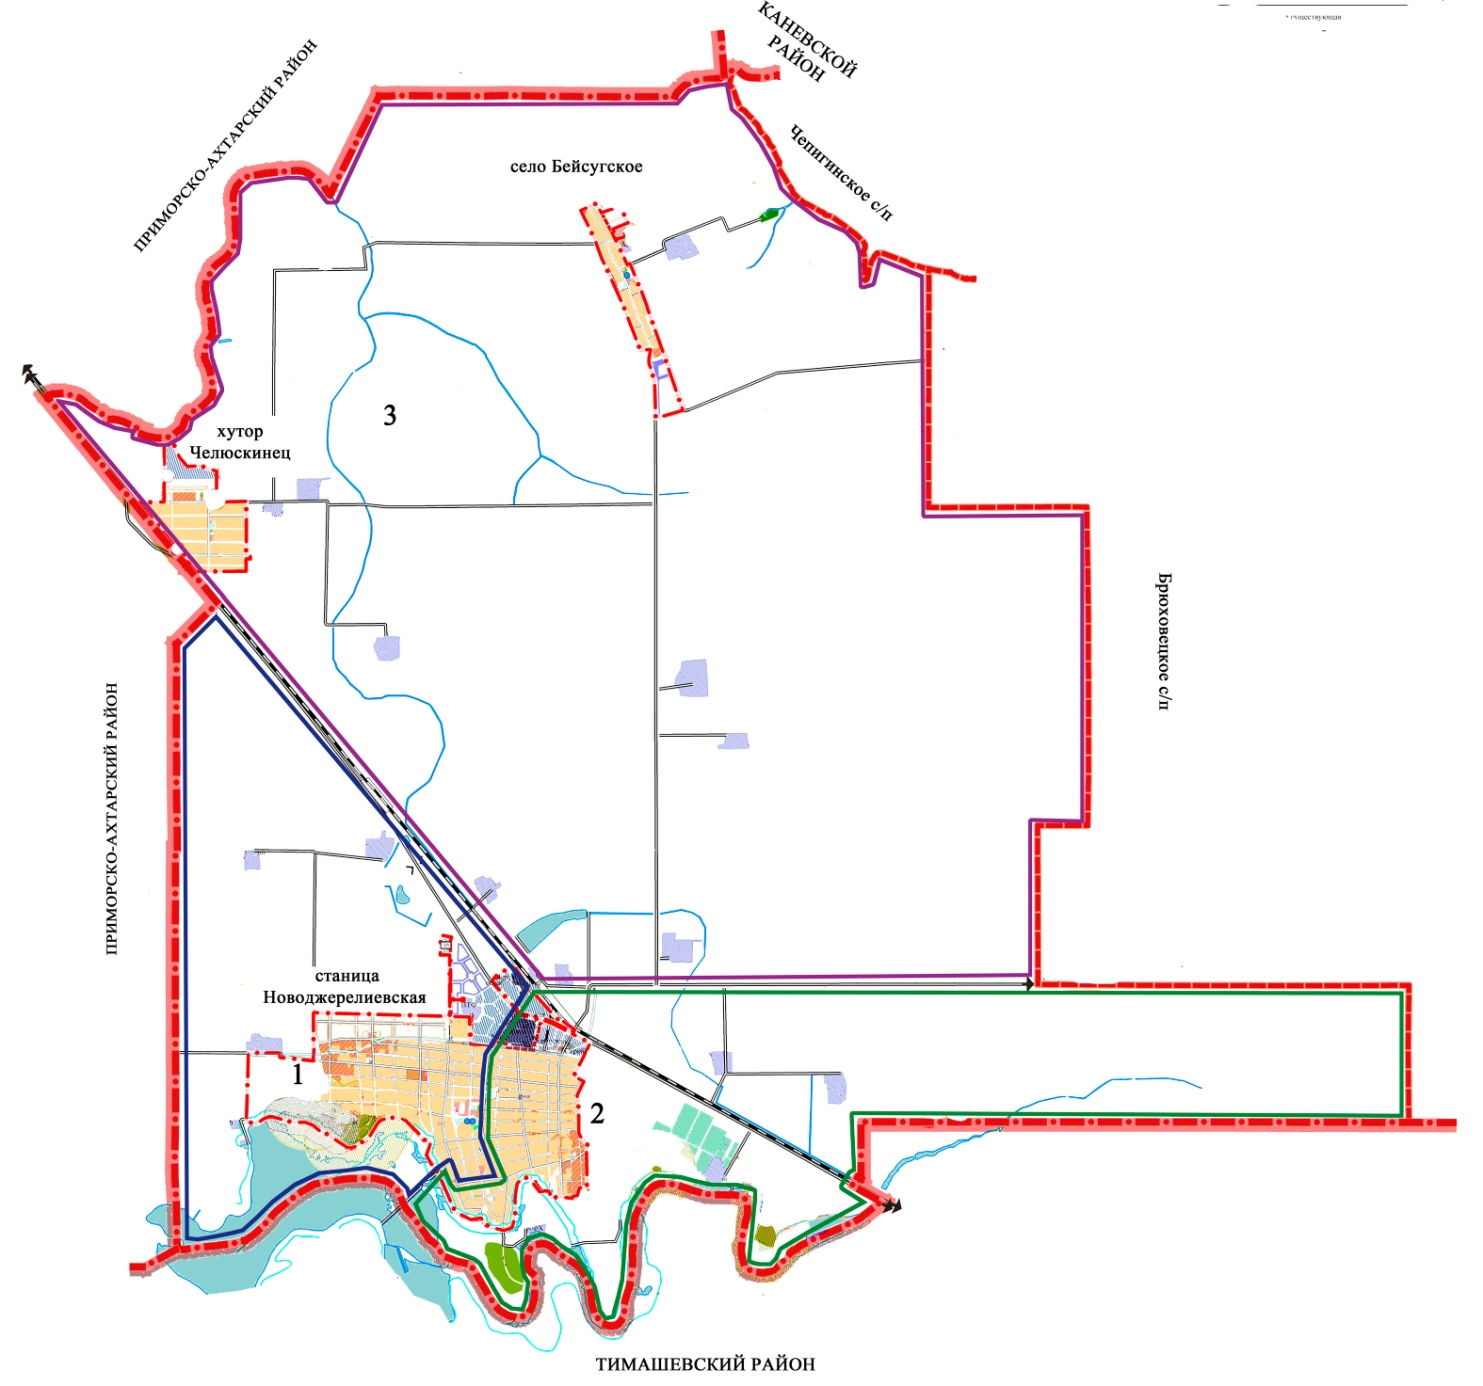 КАНЕВСКОЙ
РАЙОН
существующая
ПРИМОРСКО-АХТАРСКИЙ РАЙОН
Чепигинское с/п
село Бейсугское
3
хутор
Челюскинец
Брюховецкое с/п
ПРИМОРСКО-АХТАРСКИЙ РАЙОН
станица
Новоджерелиевская
1
2
ТИМАШЕВСКИЙ РАЙОН